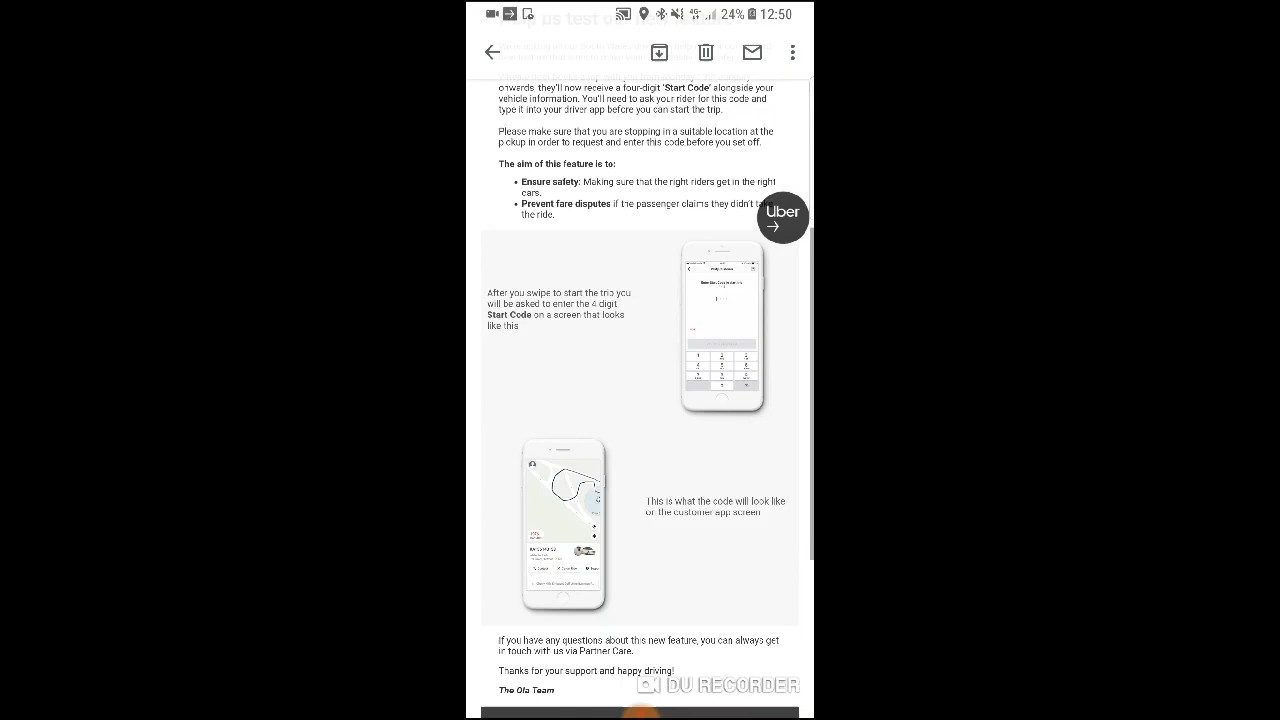 24% 12:50
us test our new feature
onwards, they'll now receive a four-digit 'Start Code' alongside your
vehicle information. You'll need to ask your rider for this code and
type it into your driver app before you can start the trip.
Please make sure that you are stopping in a suitable location at the
pickup in order to request and enter this code before you set off.
The aim of this feature is to:
• Ensure safety: Making sure that the right riders get in the right
cars.
• Prevent fare disputes if the passenger claims they didn't take
the ride.
Uber
After you swipe to start the trip you
will be asked to enter the 4 digit
Start Code on a screen that looks
like this
This is what the code will look like
on the customer app screen
If you have any questions about this new feature, you can always get
in touch with us via Partner Care.
Thanks for your support and happy driving!
The Ola Team
DU RECORDER